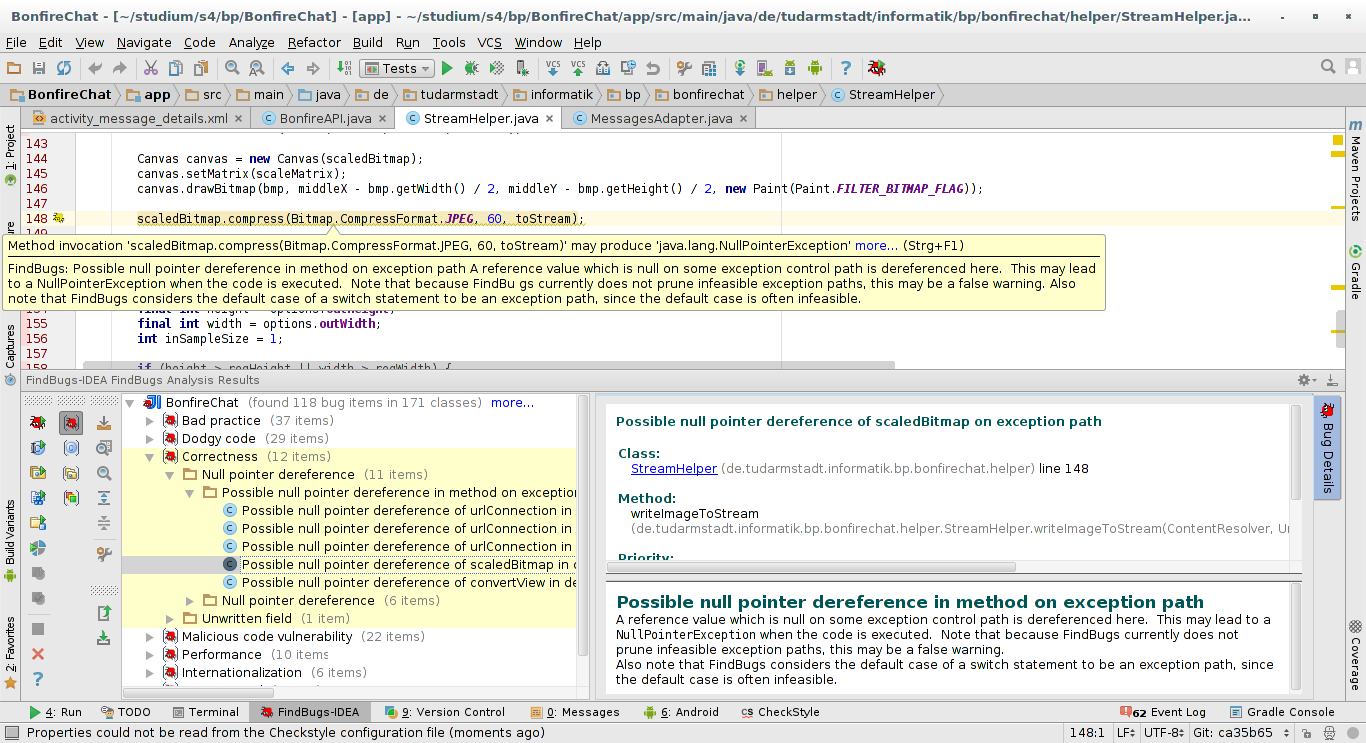 BonfireChat - [~/studium/s4/bp/BonfireChat] - [app] - ~/studium/s4/bp/BonfireChat/app/src/main/java/de/tudarmstadt/informatik/bp/bonfirechat/helper/StreamHelper.ja...
File Edit View Navigate Code Analyze Refactor Build Run Tools VCS Window Help
Tests
BonfireChat app src main java de tudarmstadt informatik bp bonfirechat helper StreamHelper
activity_message_details.xml BonfireAPI.java StreamHelper.java MessagesAdapter.java
1: Project
Captures
Build Variants
2: Favorites
Maven Projects
Gradle
Coverage
143
144 Canvas canvas = new Canvas(scaledBitmap);
145 canvas.setMatrix(scaleMatrix);
146 canvas.drawBitmap(bmp, middleX - bmp.getWidth() / 2, middleY - bmp.getHeight() / 2, new Paint(Paint.FILTER_BITMAP_FLAG));
147
148 scaledBitmap.compress(Bitmap.CompressFormat.JPEG, 60, toStream);
Method invocation 'scaledBitmap.compress(Bitmap.CompressFormat.JPEG, 60, toStream)' may produce 'java.lang.NullPointerException' more... (Strg+F1)
FindBugs: Possible null pointer dereference in method on exception path A reference value which is null on some exception control path is dereferenced here. This may lead
to a NullPointerException when the code is executed. Note that because FindBu gs currently does not prune infeasible exception paths, this may be a false warning. Also
note that FindBugs considers the default case of a switch statement to be an exception path, since the default case is often infeasible.
155 final int width = options.outWidth;
156 int inSampleSize = 1;
157
158 if (height > reqHeight || width > reqWidth) {
FindBugs-IDEA FindBugs Analysis Results
BonfireChat (found 118 bug items in 171 classes) more...
Bad practice (37 items)
Dodgy code (29 items)
Correctness (12 items)
Null pointer dereference (11 items)
Possible null pointer dereference in method on exception
Possible null pointer dereference of urlConnection in
Possible null pointer dereference of urlConnection in
Possible null pointer dereference of urlConnection in
Possible null pointer dereference of scaledBitmap in
Possible null pointer dereference of convertView in de
Null pointer dereference (6 items)
Unwritten field (1 item)
Malicious code vulnerability (22 items)
Performance (10 items
Internationalization (6 items)
Possible null pointer dereference of scaledBitmap on exception path
Class:
StreamHelper (de.tudarmstadt.informatik.bp.bonfirechat.helper) line 148
Method:
writeImageToStream
(de.tudarmstadt.informatik.bp.bonfirechat.helper.StreamHelper.writeImageToStream(ContentResolver, Ur
Priority:
Possible null pointer dereference in method on exception path
A reference value which is null on some exception control path is dereferenced here. This may lead to a
NullPointerException when the code is executed. Note that because FindBugs currently does not
prune infeasible exception paths, this may be a false warning.
Also note that FindBugs considers the default case of a switch statement to be an exception path, since
the default case is often infeasible.
Bug Details
4: Run TODO Terminal FindBugs-IDEA 9: Version Control 0: Messages 6: Android CheckStyle 62 Event Log Gradle Console
Properties could not be read from the Checkstyle configuration file (moments ago) 148:1 LF÷ UTF-8÷ Git: ca35b65